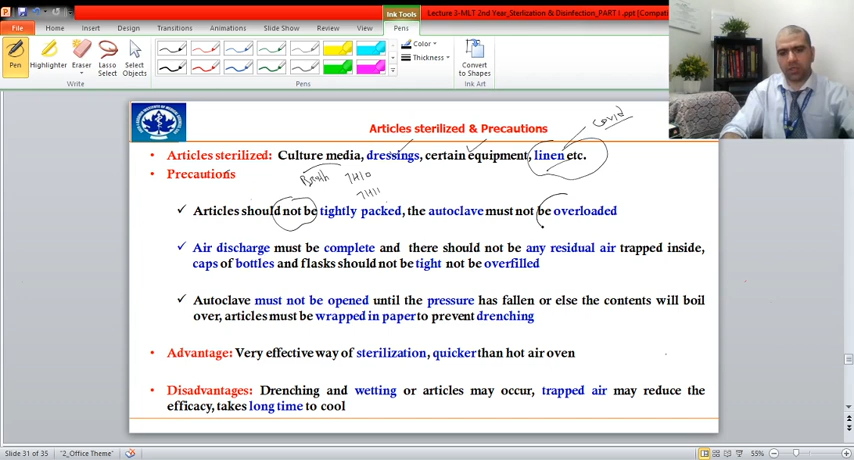 Ink Tools
Lecture 3-MLT 2nd Year_Sterlization & Disinfection_PART I .ppt [Compati
File Home Insert Design Transitions Animations Slide Show Review View Pens
Pen
Highlighter
Eraser
Lasso Select
Select Objects
Color
Thickness
Convert to Shapes
Write
Pens
Ink Art
Articles sterilized & Precautions
Covid
• Articles sterilized: Culture media, dressings, certain equipment, linen etc.
• Precautions
Broth 7H10
7H11
✓ Articles should not be tightly packed, the autoclave must not be overloaded
✓ Air discharge must be complete and there should not be any residual air trapped inside,
caps of bottles and flasks should not be tight not be overfilled
✓ Autoclave must not be opened until the pressure has fallen or else the contents will boil
over, articles must be wrapped in paper to prevent drenching
• Advantage: Very effective way of sterilization, quicker than hot air oven
• Disadvantages: Drenching and wetting or articles may occur, trapped air may reduce the
efficacy, takes long time to cool
Slide 31 of 35 "2_Office Theme" 55%